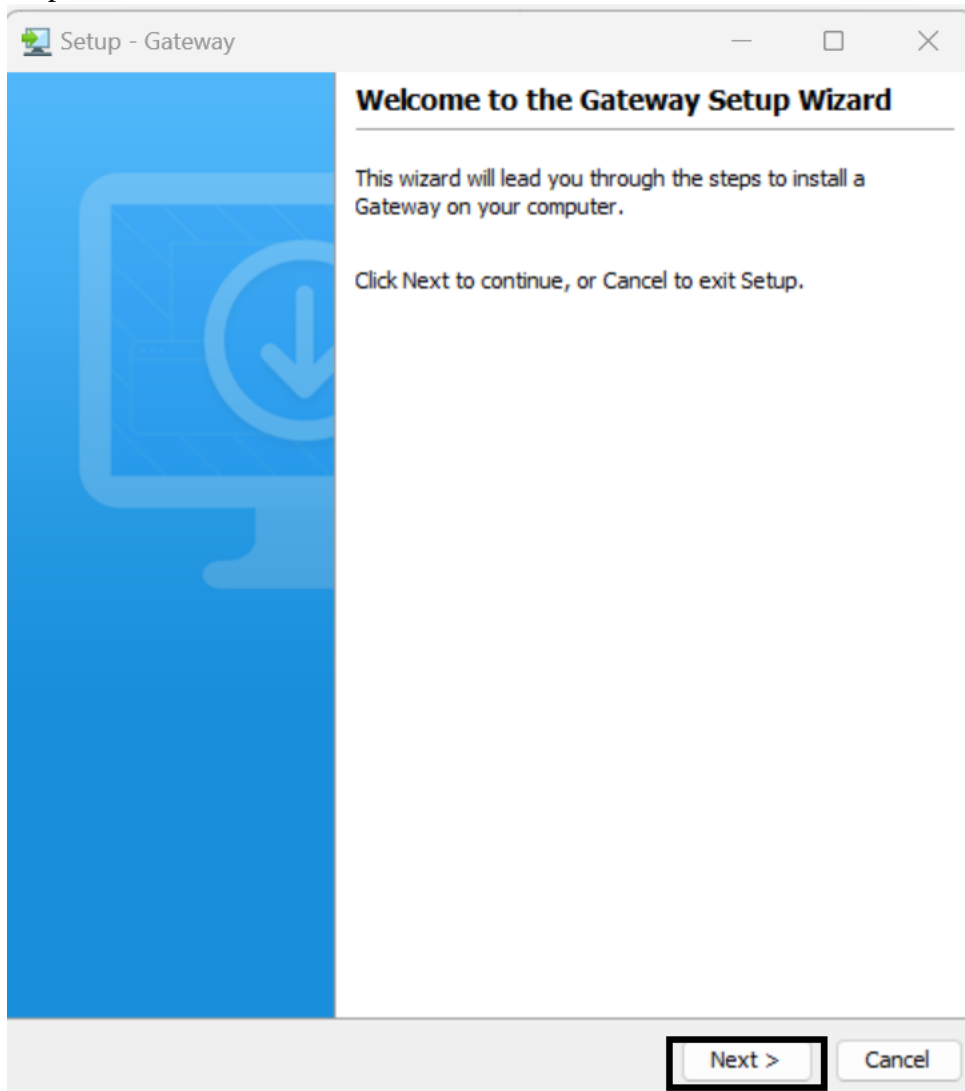 Setup - Gateway
Welcome to the Gateway Setup Wizard
This wizard will lead you through the steps to install a
Gateway on your computer.
Click Next to continue, or Cancel to exit Setup.
Next >
Cancel